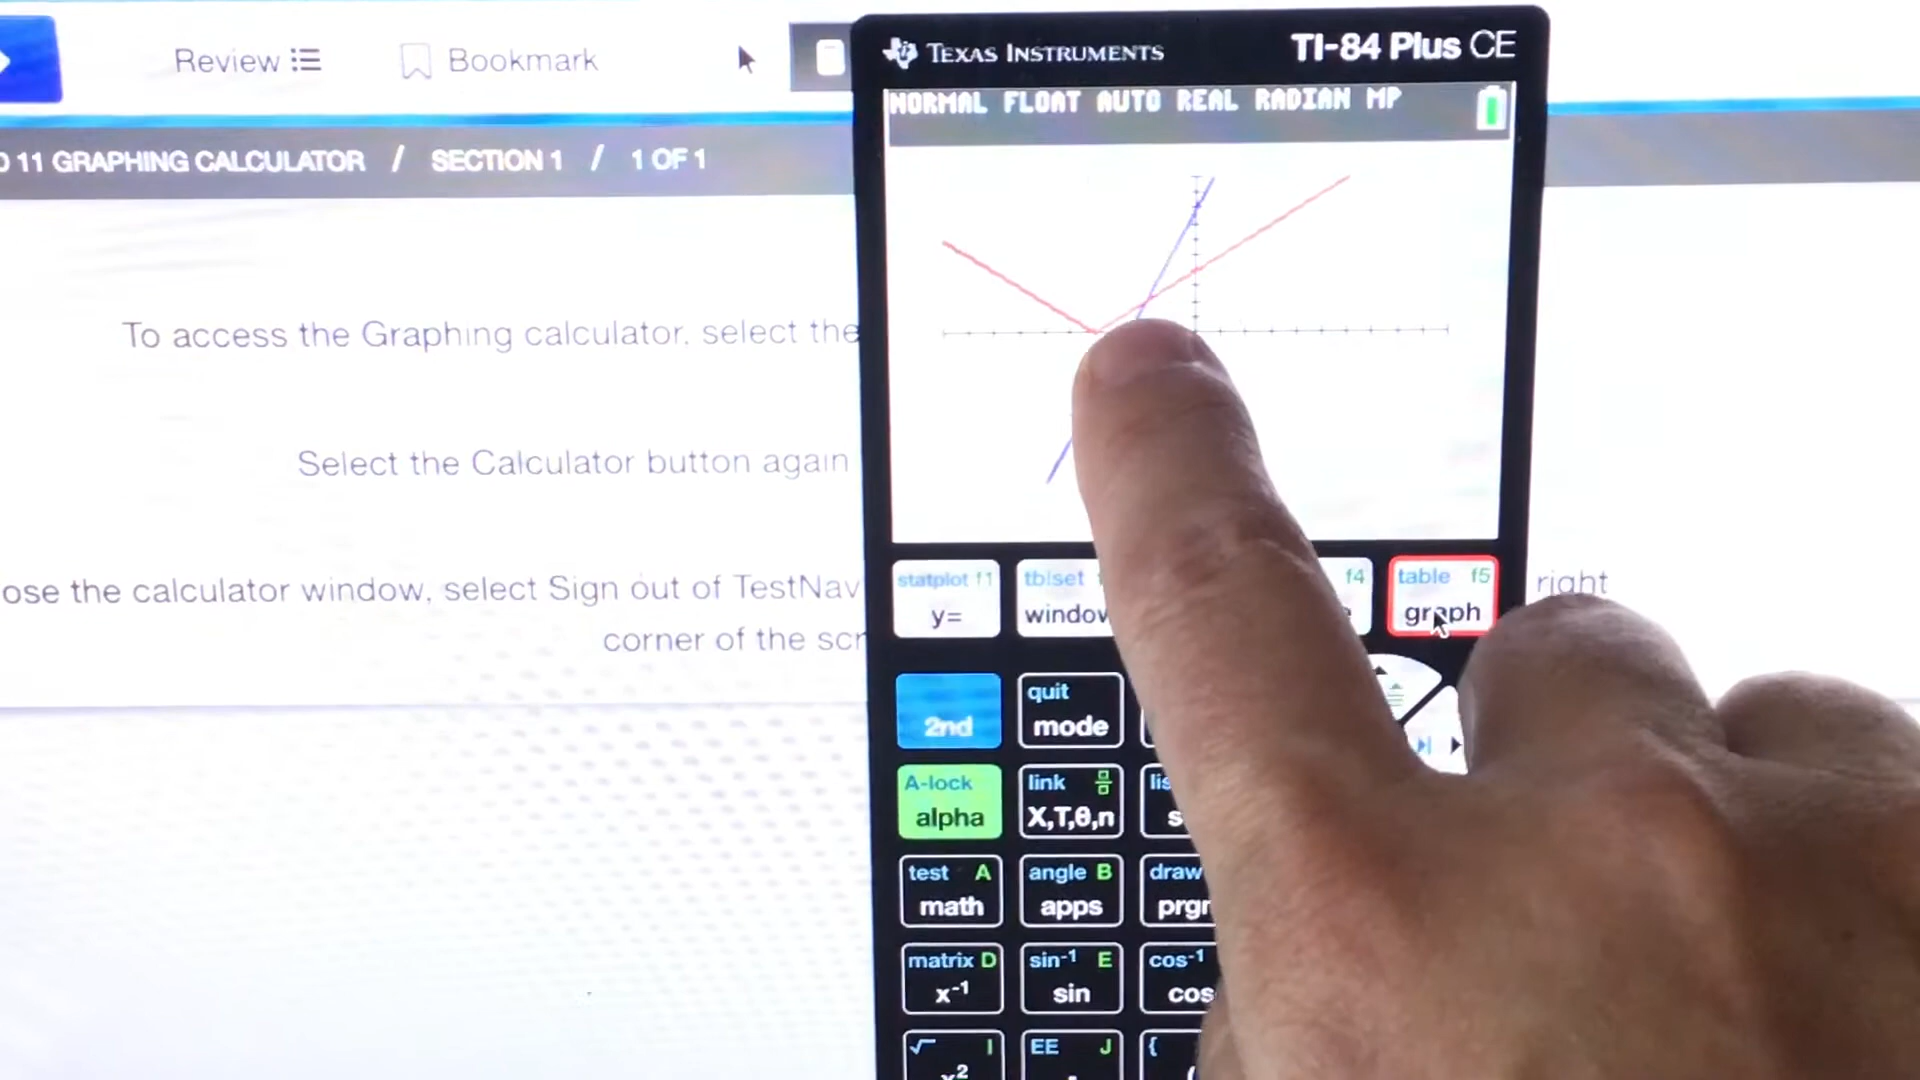 Review
Bookmark
TEXAS INSTRUMENTS
TI-84 Plus CE
NORMAL FLOAT AUTO REAL RADIAN MP
11 GRAPHING CALCULATOR / SECTION 1 / 1 OF 1
To access the Graphing calculator, select the
Select the Calculator button again
ose the calculator window, select Sign out of TestNav
right
corner of the scr
statplot f1
y=
tblset
window
f4
table f5
graph
2nd
quit
mode
A-lock
alpha
link
X,T,θ,n
lis
s
test A
math
angle B
apps
draw
prgr
matrix D
x-1
sin-1 E
sin
cos-1
cos
√ I
x2
EE J
{
(